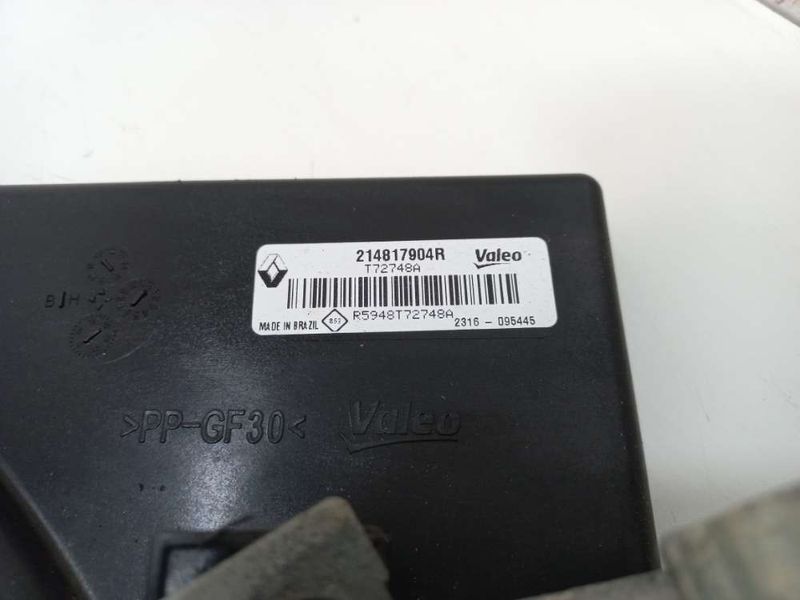 214817904R Valeo
T72748A
R5948T72748A
MADE IN BRAZIL 2316 - 095445
B/H
>PP-GF30< Valeo